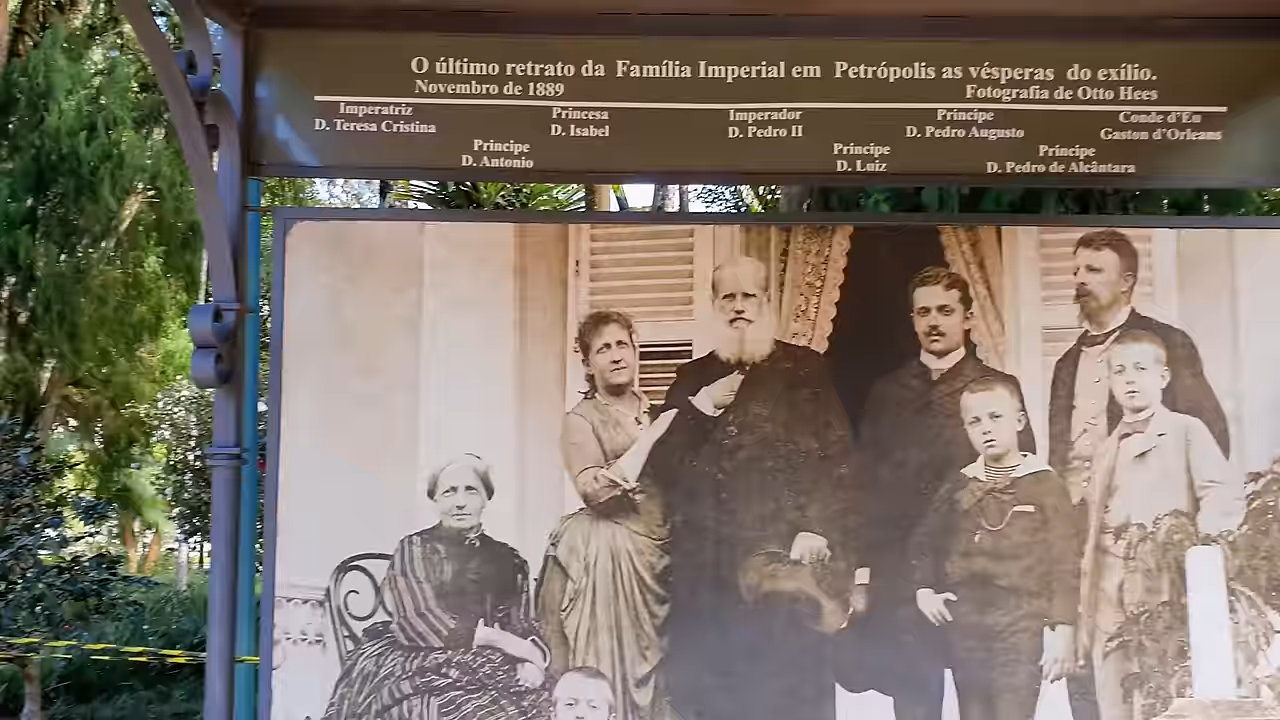 O último retrato da Família Imperial em Petrópolis as vésperas do exílio.
Novembro de 1889
Fotografia de Otto Hees
Imperatriz
D. Teresa Cristina
Princesa
D. Isabel
Imperador
D. Pedro II
Principe
D. Pedro Augusto
Conde d'Eu
Gaston d'Orleans
Principe
D. Antonio
Principe
D. Luiz
Principe
D. Pedro de Alcântara